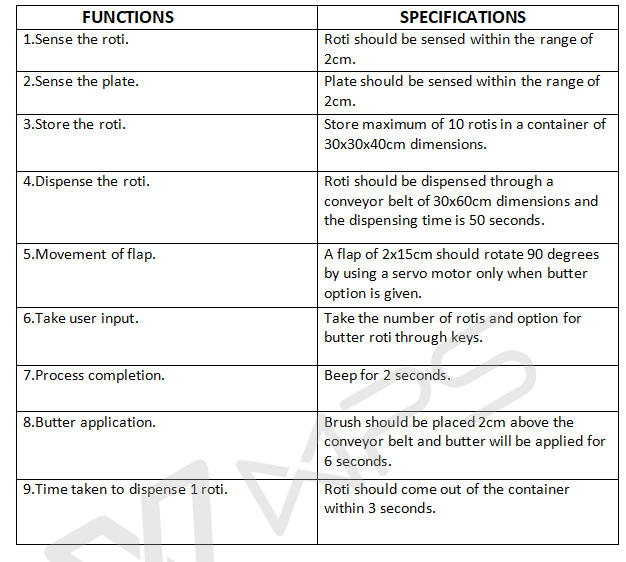 FUNCTIONS SPECIFICATIONS
1.Sense the roti. Roti should be sensed within the range of
2cm.
2.Sense the plate. Plate should be sensed within the range of
2cm.
3.Store the roti. Store maximum of 10 rotis in a container of
30x30x40cm dimensions.
4.Dispense the roti. Roti should be dispensed through a
conveyor belt of 30x60cm dimensions and
the dispensing time is 50 seconds.
5.Movement of flap. A flap of 2x15cm should rotate 90 degrees
by using a servo motor only when butter
option is given.
6.Take user input. Take the number of rotis and option for
butter roti through keys.
7.Process completion. Beep for 2 seconds.
8.Butter application. Brush should be placed 2cm above the
conveyor belt and butter will be applied for
6 seconds.
9.Time taken to dispense 1 roti. Roti should come out of the container
within 3 seconds.
WPS